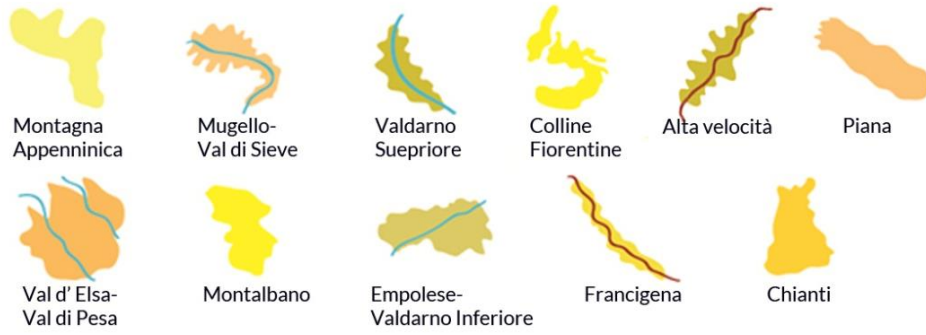 Montagna
Appenninica
Mugello-
Val di Sieve
Valdarno
Suepriore
Colline
Fiorentine
Alta velocità
Piana
Val d' Elsa-
Val di Pesa
Montalbano
Empolese-
Valdarno Inferiore
Francigena
Chianti